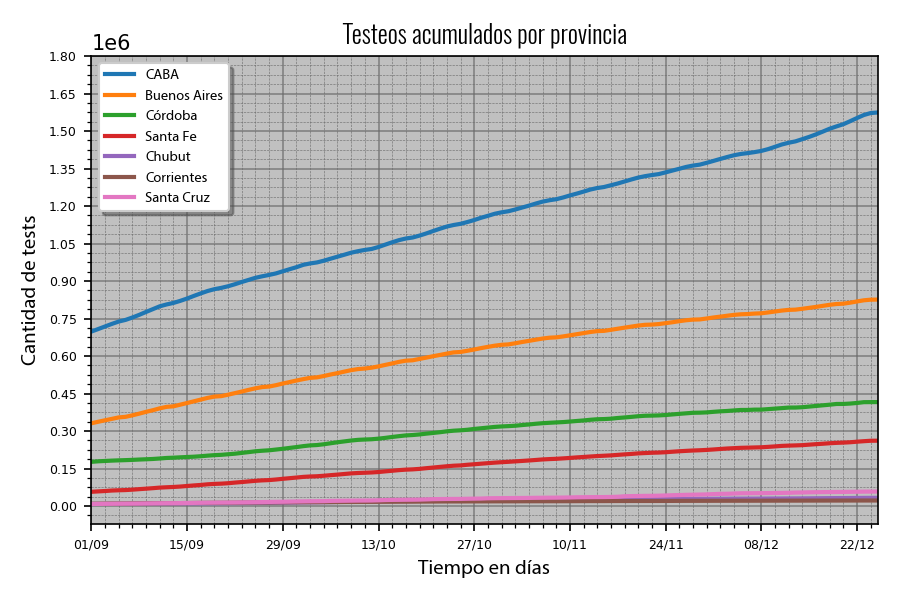 Testeos acumulados por provincia
1e6
1.80
1.65
1.50
1.35
1.20
1.05
0.90
0.75
0.60
0.45
0.30
0.15
0.00
Cantidad de tests
CABA
Buenos Aires
Córdoba
Santa Fe
Chubut
Corrientes
Santa Cruz
01/09 15/09 29/09 13/10 27/10 10/11 24/11 08/12 22/12
Tiempo en días